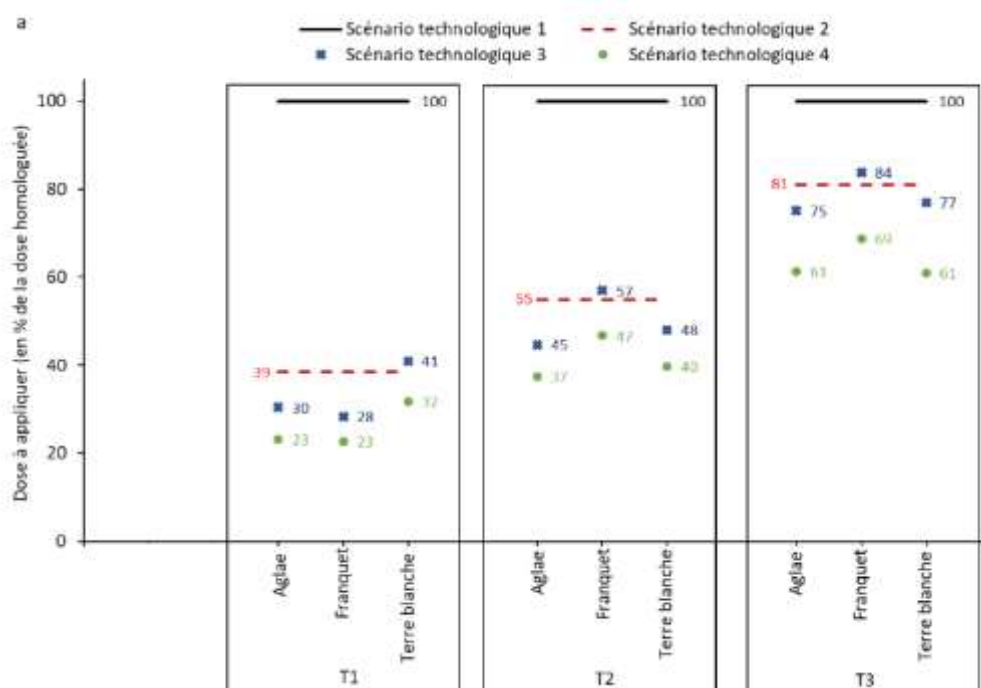 a
Scénario technologique 1
Scénario technologique 2
Scénario technologique 3
Scénario technologique 4
Dose à appliquer (en % de la dose homologuée)
100
80
60
40
20
0
100
39
41
30
28
32
23
23
100
55
57
45
48
47
37
40
100
81
84
75
77
69
61
61
Aglae
Franquet
Terre blanche
Aglae
Franquet
Terre blanche
Aglae
Franquet
Terre blanche
T1
T2
T3